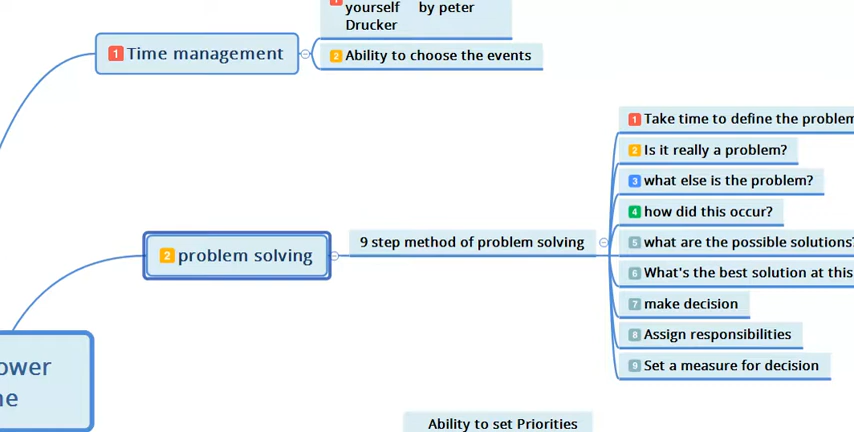 1
yourself by peter
Drucker
1 Time management
2 Ability to choose the events
1 Take time to define the problem
2 Is it really a problem?
3 what else is the problem?
4 how did this occur?
2 problem solving
9 step method of problem solving
5 what are the possible solutions?
6 What's the best solution at this
7 make decision
8 Assign responsibilities
9 Set a measure for decision
Ability to set Priorities